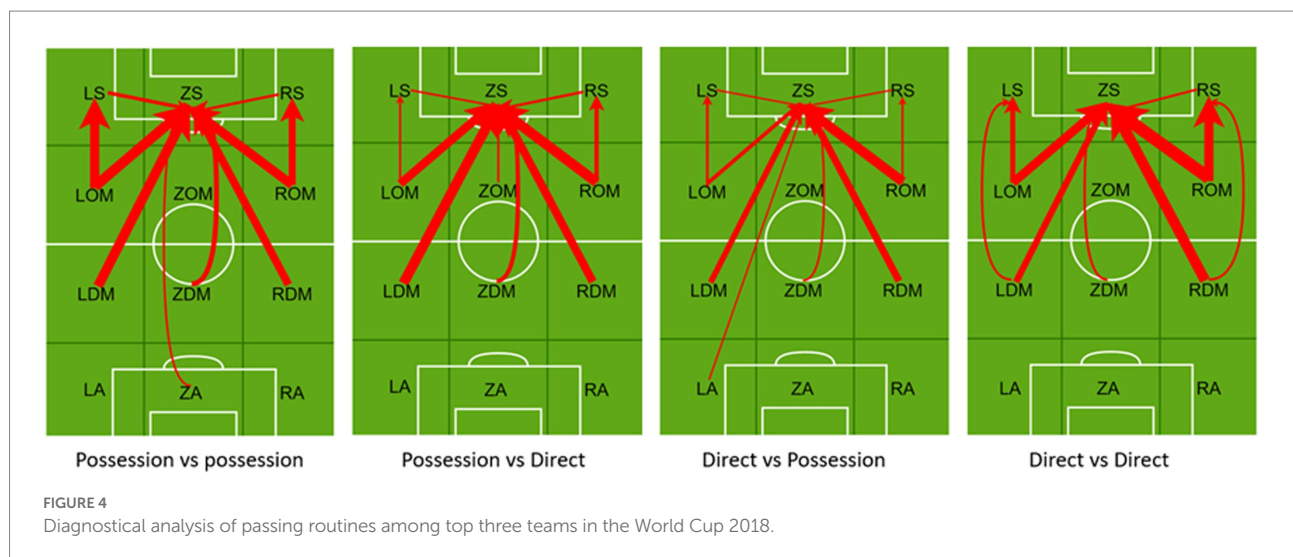 LS ZS RS LS ZS RS LS ZS RS LS ZS RS
LOM ZOM ROM LOM ZOM ROM LOM ZOM ROM LOM ZOM ROM
LDM ZDM RDM LDM ZDM RDM LDM ZDM RDM LDM ZDM RDM
LA ZA RA LA ZA RA LA ZA RA LA ZA RA
Possession vs possession Possession vs Direct Direct vs Possession Direct vs Direct
FIGURE 4
Diagnostical analysis of passing routines among top three teams in the World Cup 2018.